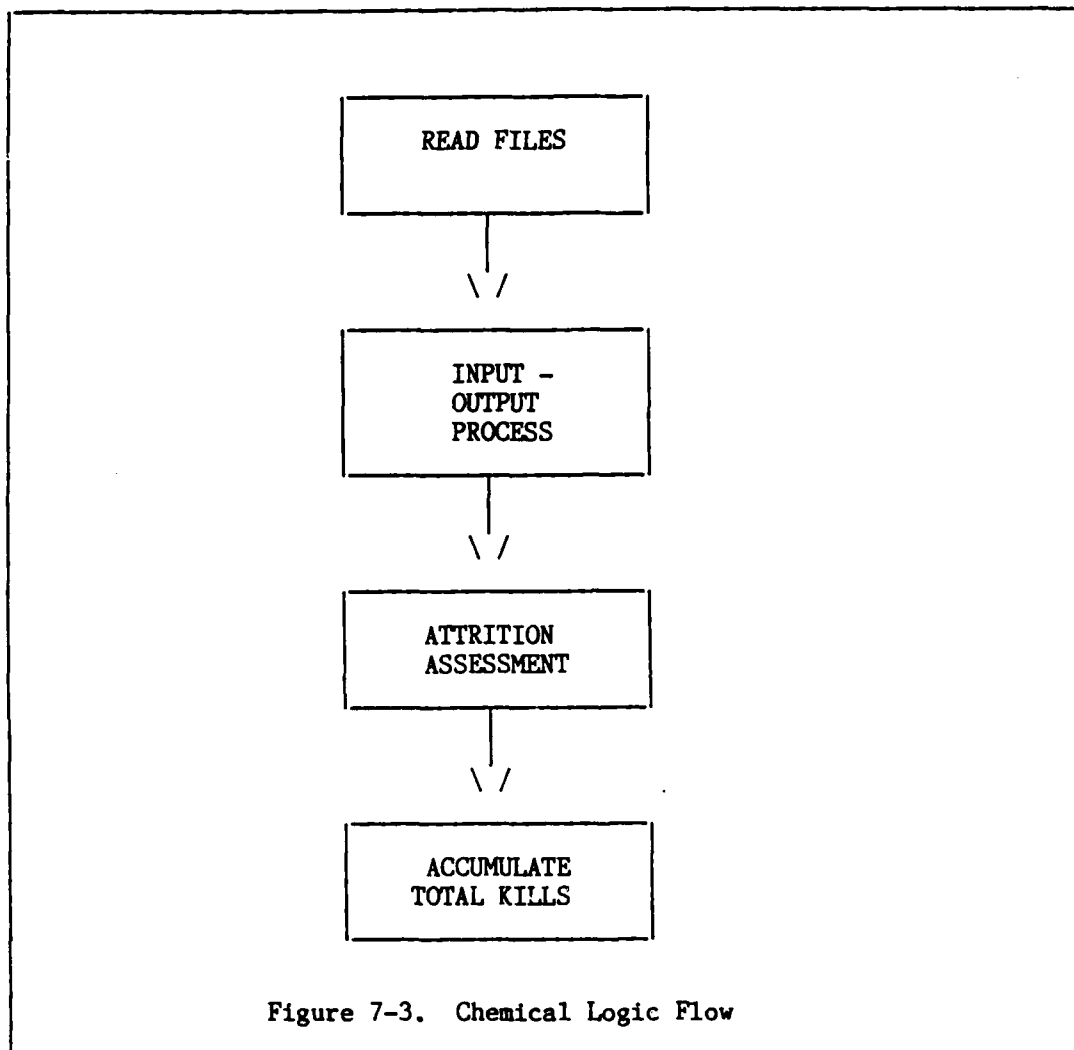 READ FILES
INPUT -
OUTPUT
PROCESS
ATTRITION
ASSESSMENT
ACCUMULATE
TOTAL KILLS
Figure 7-3. Chemical Logic Flow